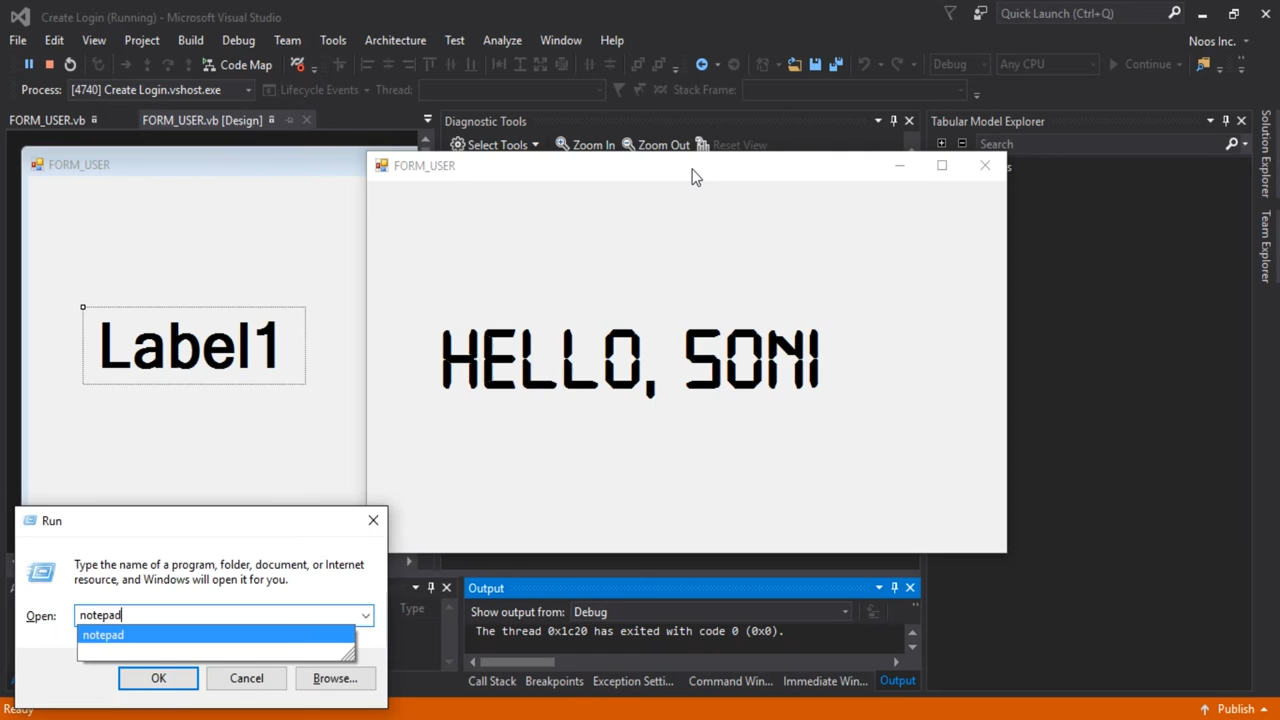 Create Login (Running) - Microsoft Visual Studio
Quick Launch (Ctrl+Q)
File Edit View Project Build Debug Team Tools Architecture Test Analyze Window Help
Noos Inc.
Code Map
Debug
Any CPU
Continue
Process: [4740] Create Login.vshost.exe
Lifecycle Events
Thread:
Stack Frame:
FORM_USER.vb
FORM_USER.vb [Design]
Diagnostic Tools
Tabular Model Explorer
Select Tools
Zoom In
Zoom Out
Reset View
Search
FORM_USER
FORM_USER
Label1
HELLO, SONI
Solution Explorer
Team Explorer
Run
Type the name of a program, folder, document, or Internet
resource, and Windows will open it for you.
Open: notepad
notepad
OK
Cancel
Browse...
Type
Output
Show output from: Debug
The thread 0x1c20 has exited with code 0 (0x0).
Call Stack
Breakpoints
Exception Setti...
Command Win...
Immediate Win...
Output
Ready
Publish